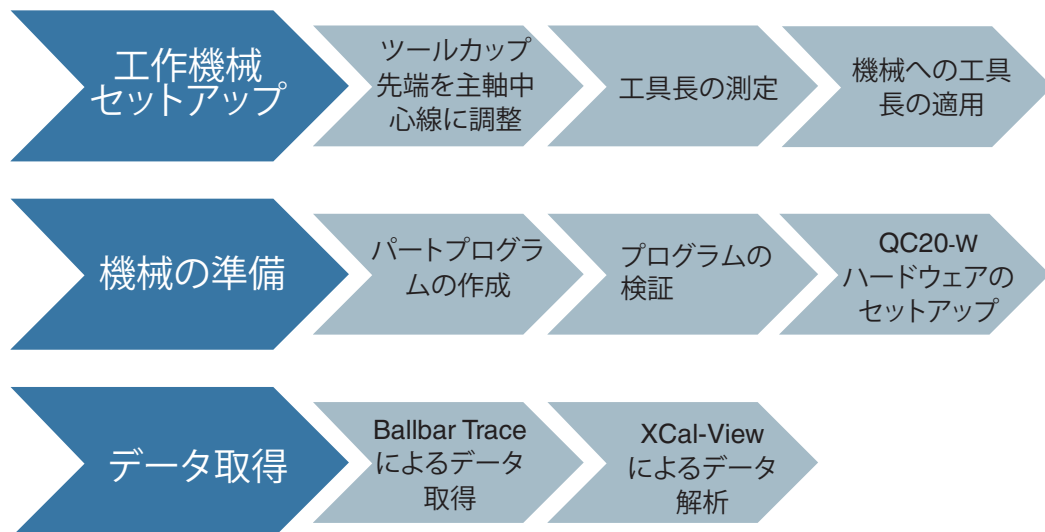 工作機械
セットアップ
ツールカップ
先端を主軸中
心線に調整
工具長の測定
機械への工具
長の適用
機械の準備
パートプログラ
ムの作成
プログラムの
検証
QC20-W
ハードウェアの
セットアップ
データ取得
Ballbar Trace
によるデータ
取得
XCal-View
によるデータ
解析